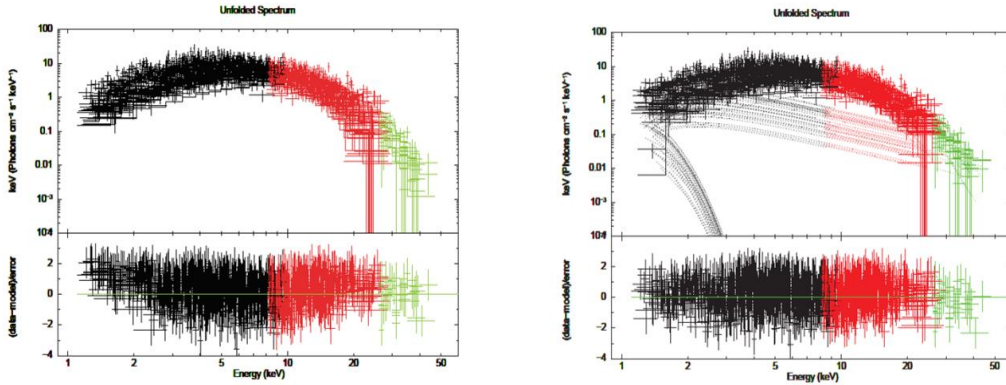 Unfolded Spectrum
keV (Photons cm⁻² s⁻¹ keV⁻¹)
100
10
1
0.1
0.01
10⁻³
10⁻⁴
(data−model)/error
2
0
−2
−4
1 2 5 10 20 50
Energy (keV)
Unfolded Spectrum
keV (Photons cm⁻² s⁻¹ keV⁻¹)
100
10
1
0.1
0.01
10⁻³
(data−model)/error
2
0
−2
−4
1 2 5 10 20 50
Energy (keV)